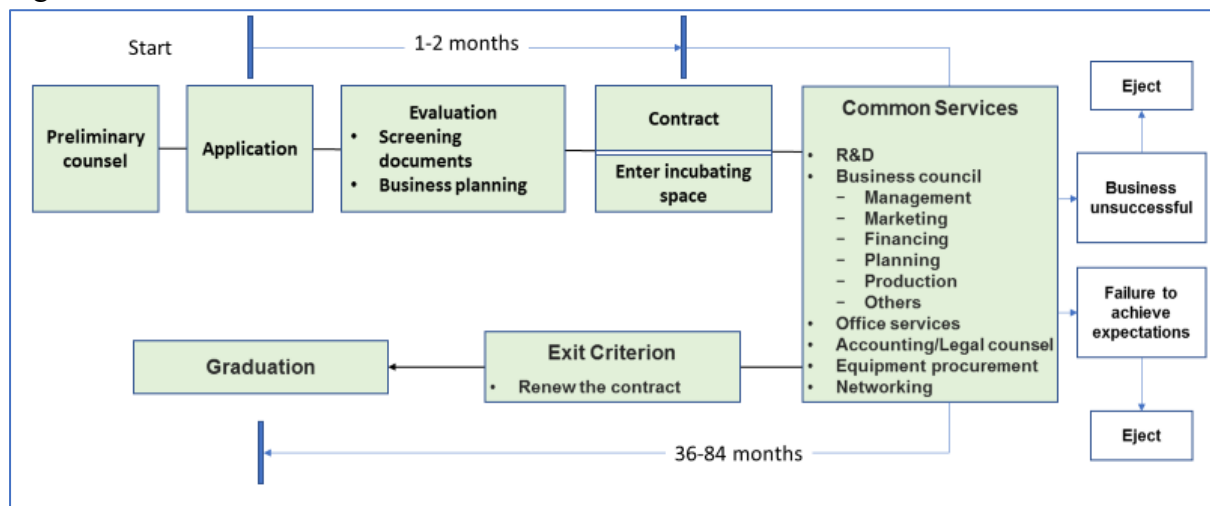 Start
1-2 months
Preliminary
counsel
Application
Evaluation
• Screening
documents
• Business planning
Contract
Enter incubating
space
Common Services
• R&D
• Business council
– Management
– Marketing
– Financing
– Planning
– Production
– Others
• Office services
• Accounting/Legal counsel
• Equipment procurement
• Networking
Eject
Business
unsuccessful
Failure to
achieve
expectations
Eject
Exit Criterion
• Renew the contract
Graduation
36-84 months